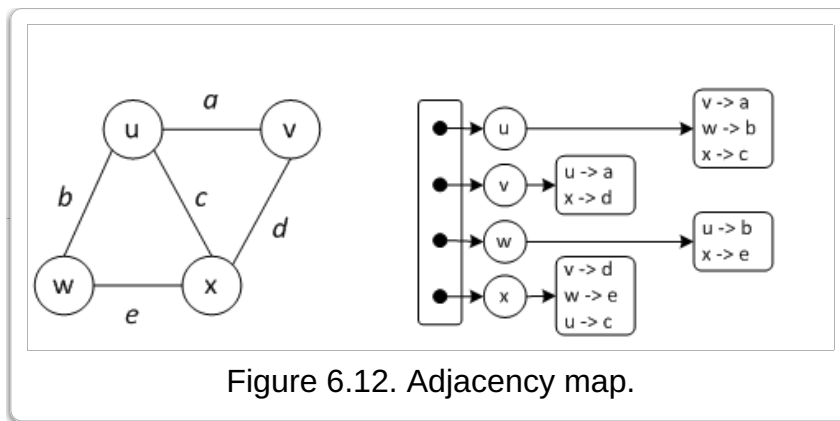 a
u
v
b
c
d
w
x
e
u
v -> a
w -> b
x -> c
v
u -> a
x -> d
w
u -> b
x -> e
x
v -> d
w -> e
u -> c
Figure 6.12. Adjacency map.